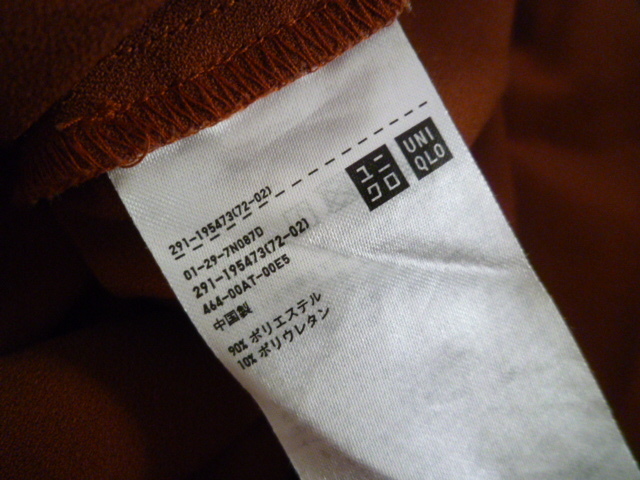 ユニ
クロ
UNI
QLO
291-195473(72-02)
01-29-7N087D
291-195473(72-02)
464-00AT-00E5
中国製
90% ポリエステル
10% ポリウレタン